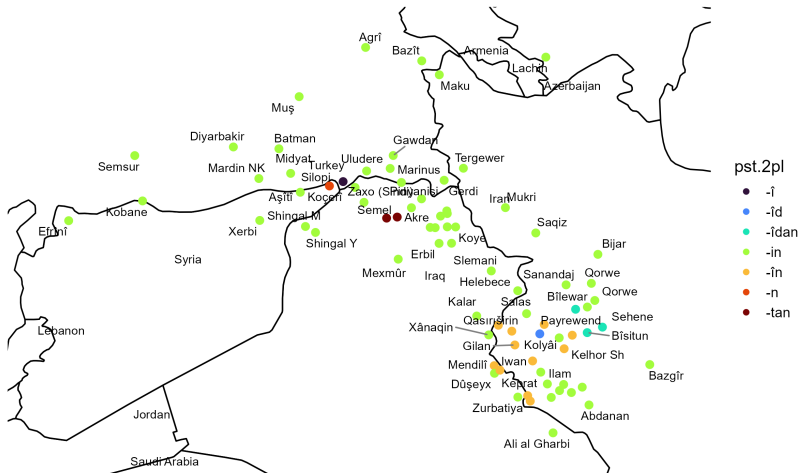 Agrî
Bazît
Armenia
Lachin
Maku
Azerbaijan
Muş
Diyarbakir
Batman
Gawdan
Semsur
Midyat
Turkey
Uludere
Tergewer
Mardin NK
Silopi
Marinus
Aşîtî
Koçerî
Zaxo (Sindy)
Gerdi
Iran
Mukri
Kobane
Shingal M
Semel
Akre
Efrînî
Xerbi
Shingal Y
Koye
Saqiz
Erbil
Bijar
Syria
Mexmûr
Iraq
Slemani
Helebece
Sanandaj
Qorwe
Bîlewar
Qorwe
Kalar
Salas
Sehene
Lebanon
Xânaqin
Qasırışîrin
Payrewend
Bîsitun
Gilan
Kolyâi
Kelhor Sh
Mendilî
Iwan
Ilam
Bazgîr
Dûşeyx
Keprat
Zurbatiya
Abdanan
Jordan
Ali al Gharbi
Saudi Arabia
pst.2pl
-î
-îd
-îdan
-in
-în
-n
-tan